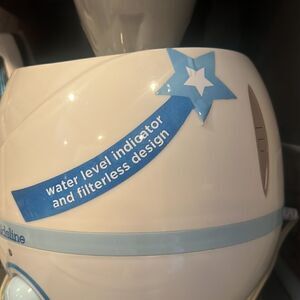 water level indicator
and filterless design